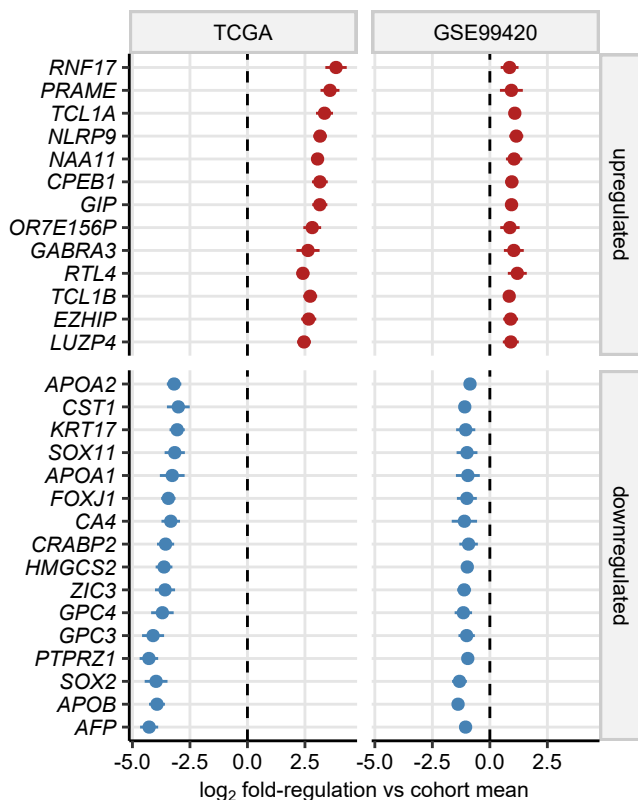 TCGA
GSE99420
RNF17
PRAME
TCL1A
NLRP9
NAA11
CPEB1
GIP
OR7E156P
GABRA3
RTL4
TCL1B
EZHIP
LUZP4
upregulated
APOA2
CST1
KRT17
SOX11
APOA1
FOXJ1
CA4
CRABP2
HMGCS2
ZIC3
GPC4
GPC3
PTPRZ1
SOX2
APOB
AFP
downregulated
-5.0 -2.5 0.0 2.5 -5.0 -2.5 0.0 2.5
log₂ fold-regulation vs cohort mean